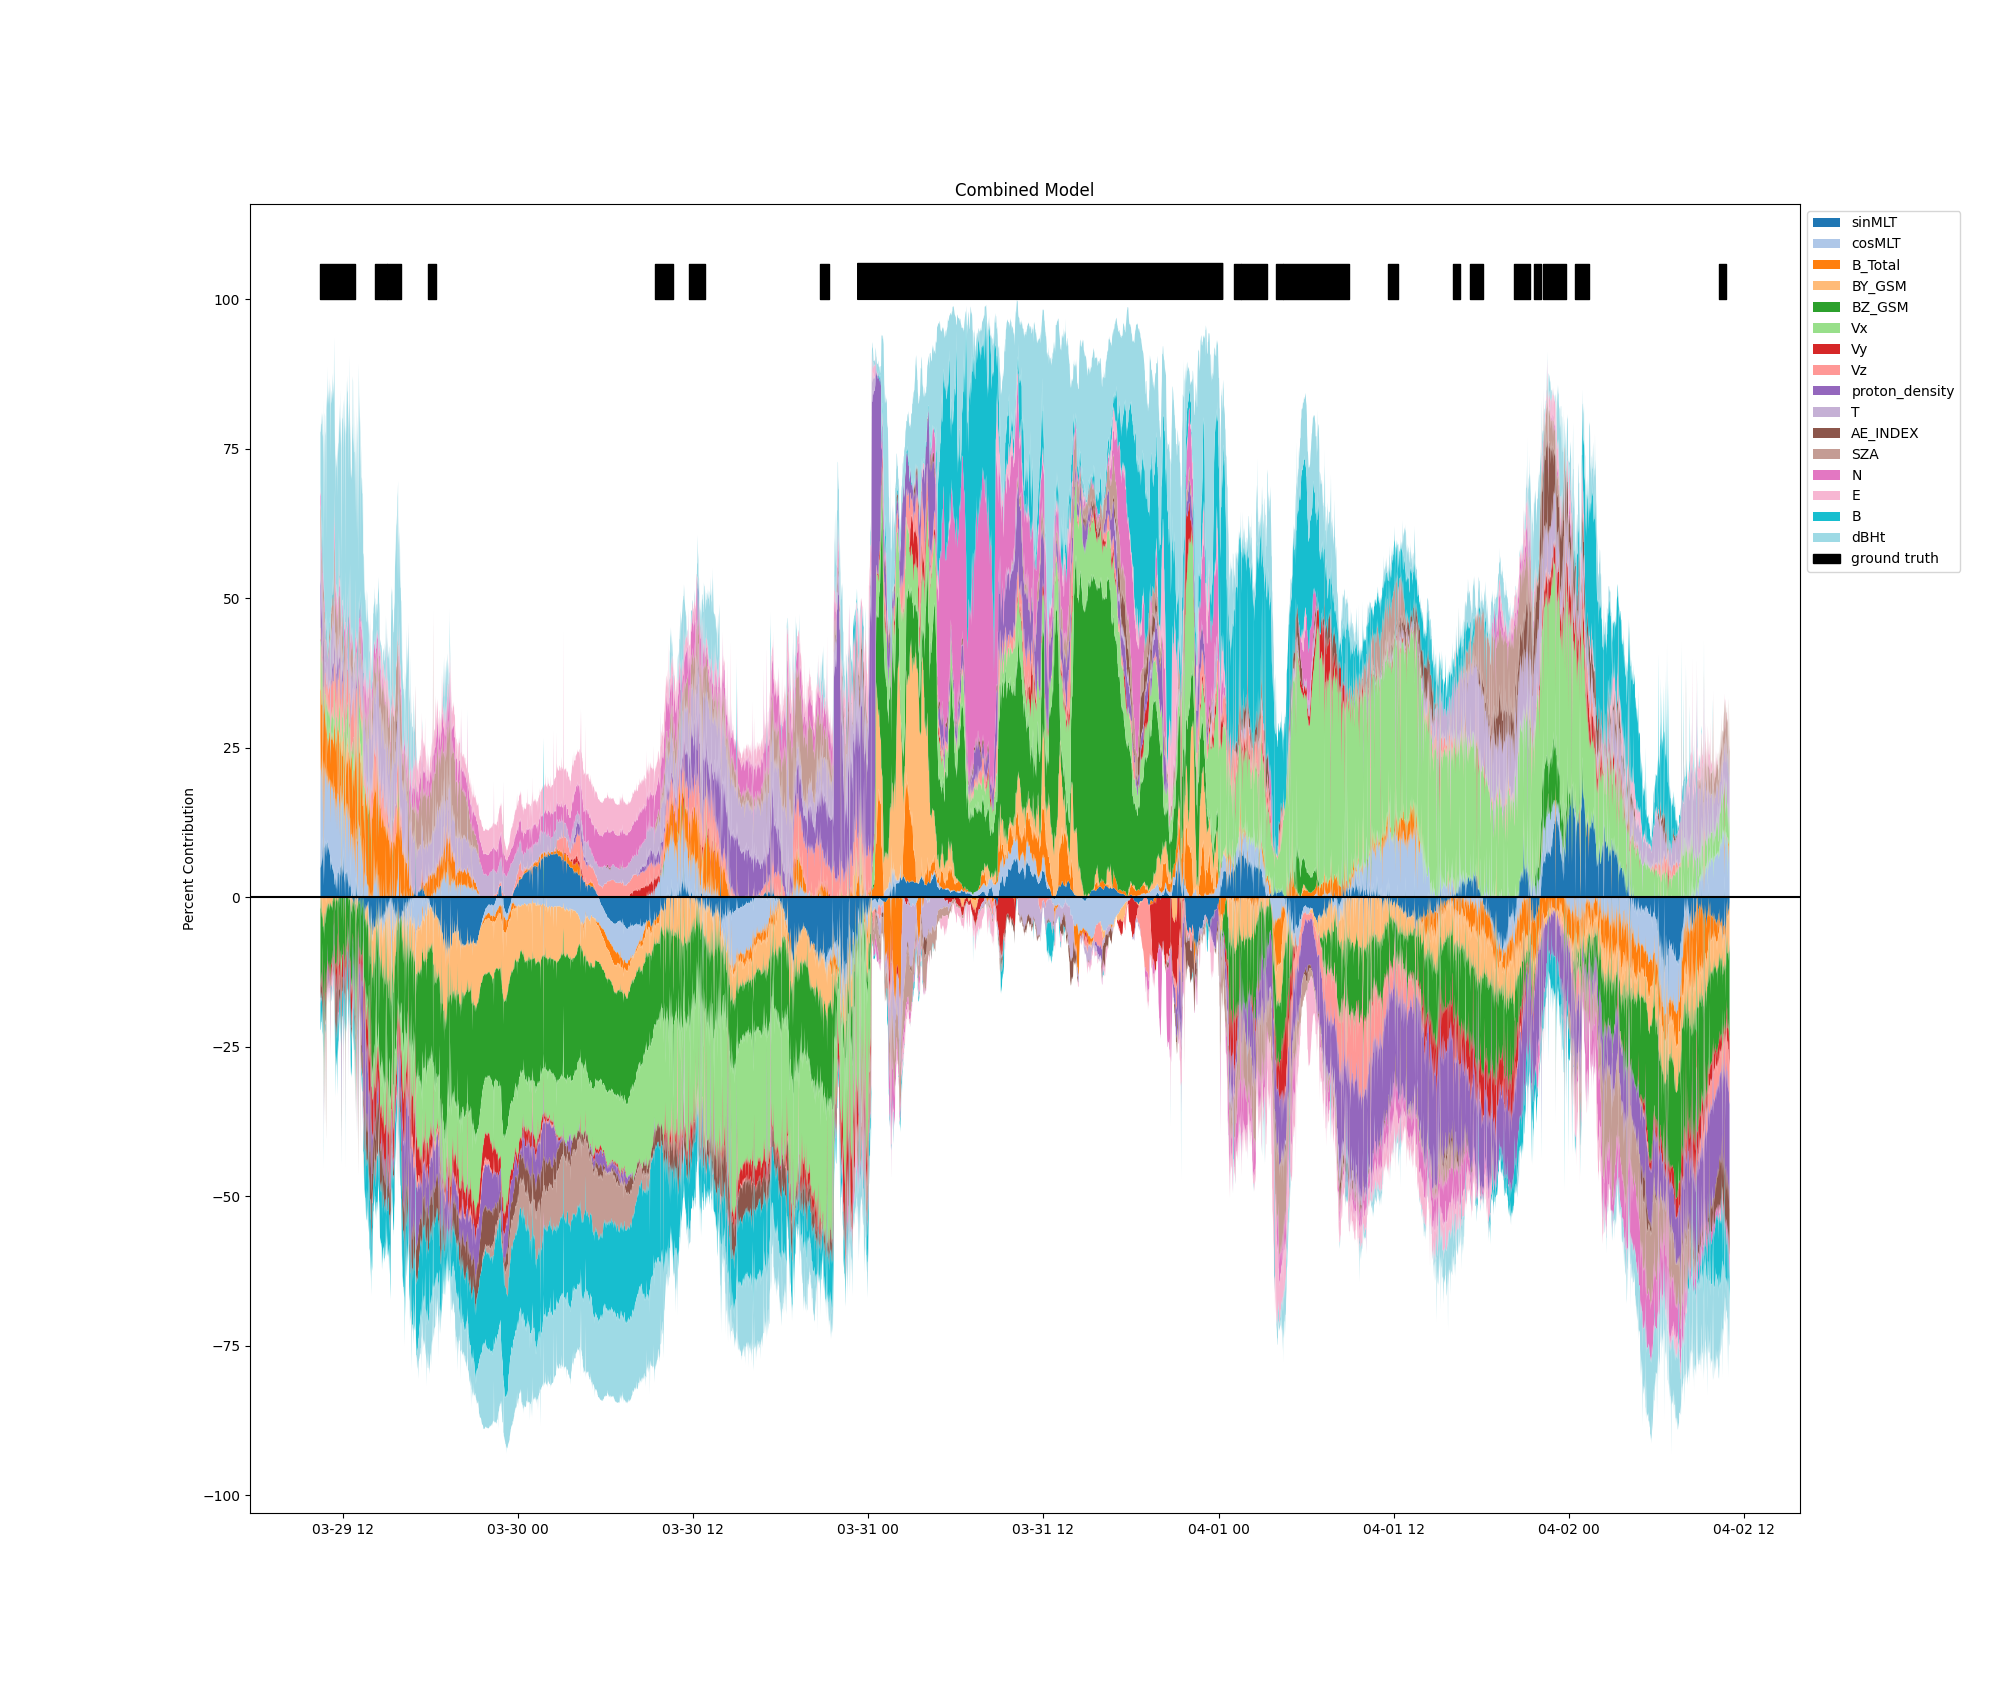 Combined Model
Percent Contribution
100
75
50
25
0
−25
−50
−75
−100
03-29 12
03-30 00
03-30 12
03-31 00
03-31 12
04-01 00
04-01 12
04-02 00
04-02 12
sinMLT
cosMLT
B_Total
BY_GSM
BZ_GSM
Vx
Vy
Vz
proton_density
T
AE_INDEX
SZA
N
E
B
dBHt
ground truth